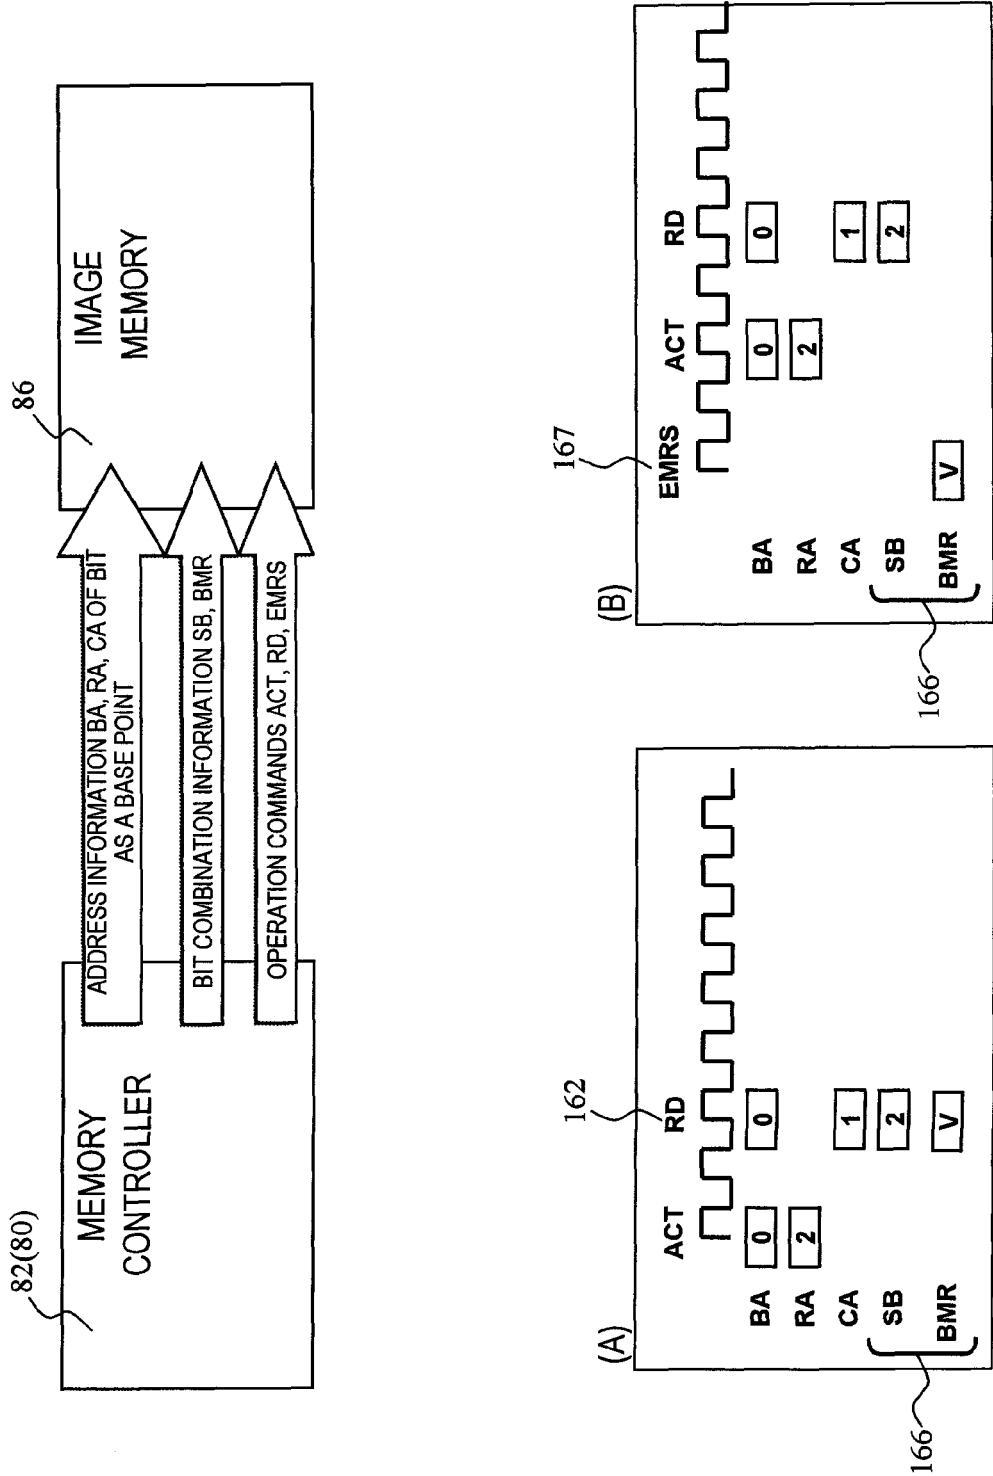 82(80)
MEMORY
CONTROLLER
ADDRESS INFORMATION BA, RA, CA OF BIT
AS A BASE POINT
BIT COMBINATION INFORMATION SB, BMR
OPERATION COMMANDS ACT, RD, EMRS
86
IMAGE
MEMORY
(A)
162
ACT RD
BA 0 0
RA 2
CA 1
SB 2
BMR V
166
(B)
167
EMRS ACT RD
BA 0 0
RA 2
CA 1
SB 2
BMR V
166